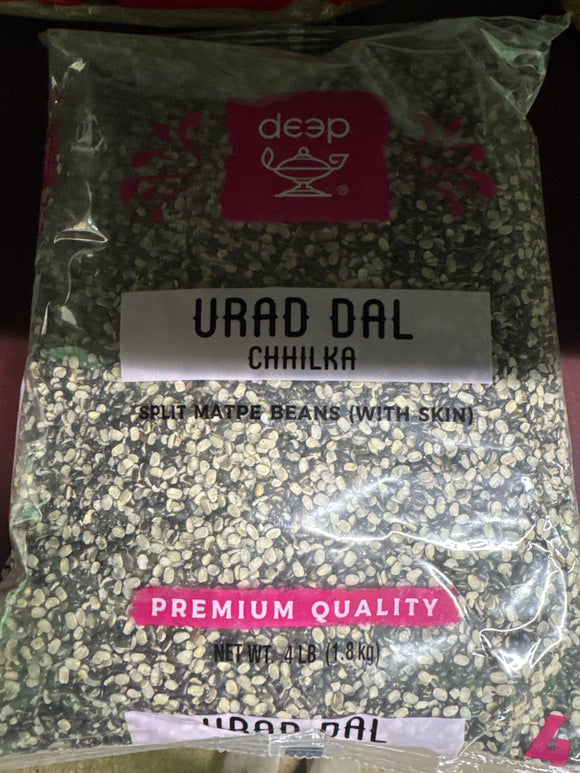 deep
®
URAD DAL
CHHILKA
SPLIT MATPE BEANS (WITH SKIN)
PREMIUM QUALITY
NET WT. 4 LB (1.8 kg)
URAD DAL